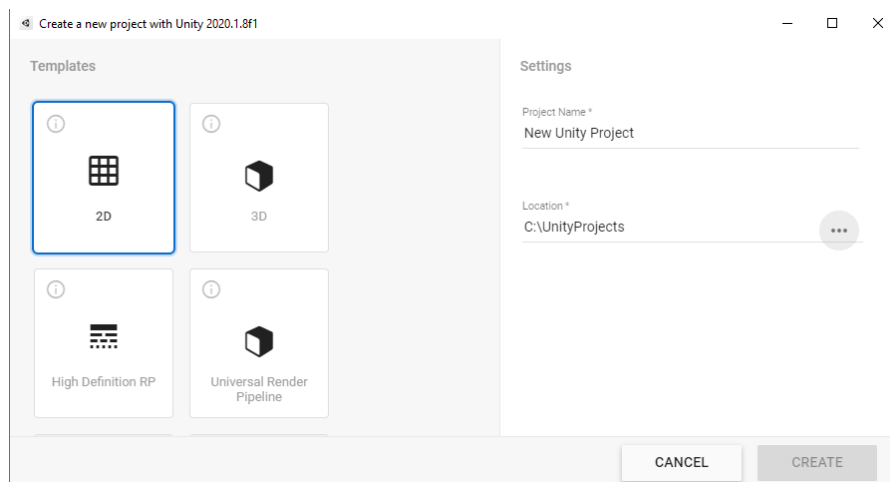 Create a new project with Unity 2020.1.8f1
Templates
2D
3D
High Definition RP
Universal Render
Pipeline
Settings
Project Name *
New Unity Project
Location *
C:\UnityProjects
CANCEL
CREATE